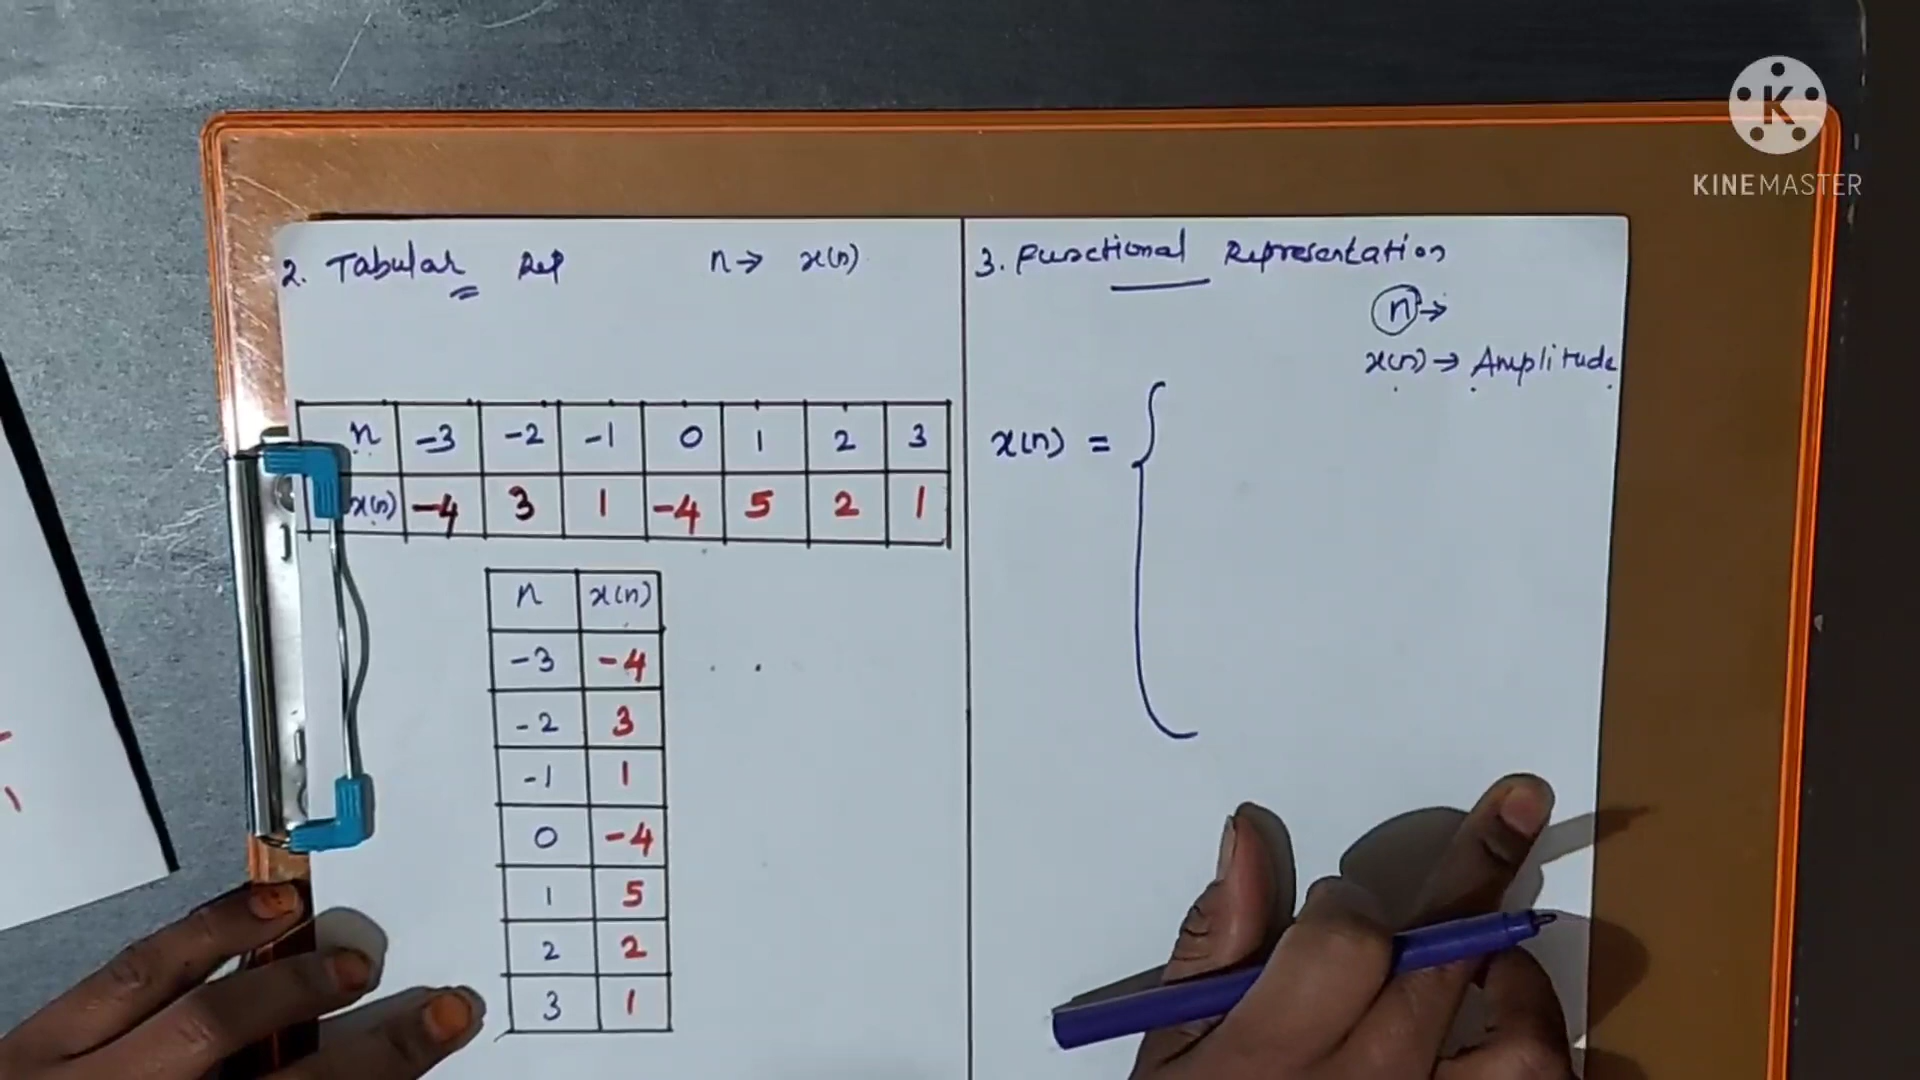 KINEMASTER
2. Tabular Rep n→ x(n)
n -3 -2 -1 0 1 2 3
x(n) -4 3 1 -4 5 2 1
n x(n)
-3 -4
-2 3
-1 1
0 -4
1 5
2 2
3 1
3. Functional Representation
n→
x(n)→ Amplitude
x(n) = {